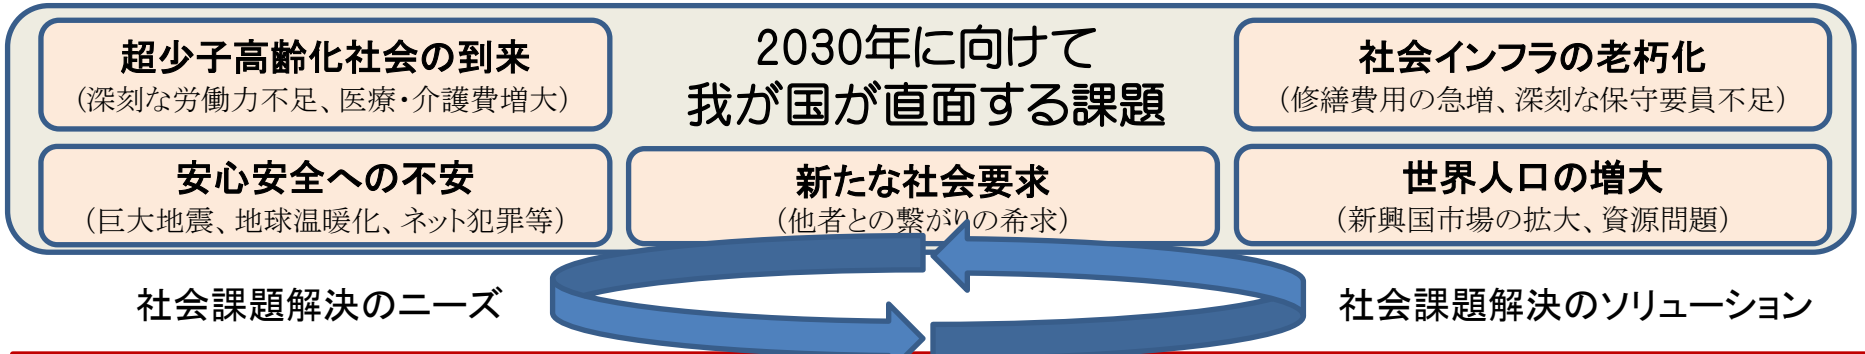 2030年に向けて
我が国が直面する課題
超少子高齢化社会の到来
（深刻な労働力不足、医療・介護費増大）
社会インフラの老朽化
（修繕費用の急増、深刻な保守要員不足）
安心安全への不安
（巨大地震、地球温暖化、ネット犯罪等）
新たな社会要求
（他者との繋がりの希求）
世界人口の増大
（新興国市場の拡大、資源問題）
社会課題解決のニーズ
社会課題解決のソリューション